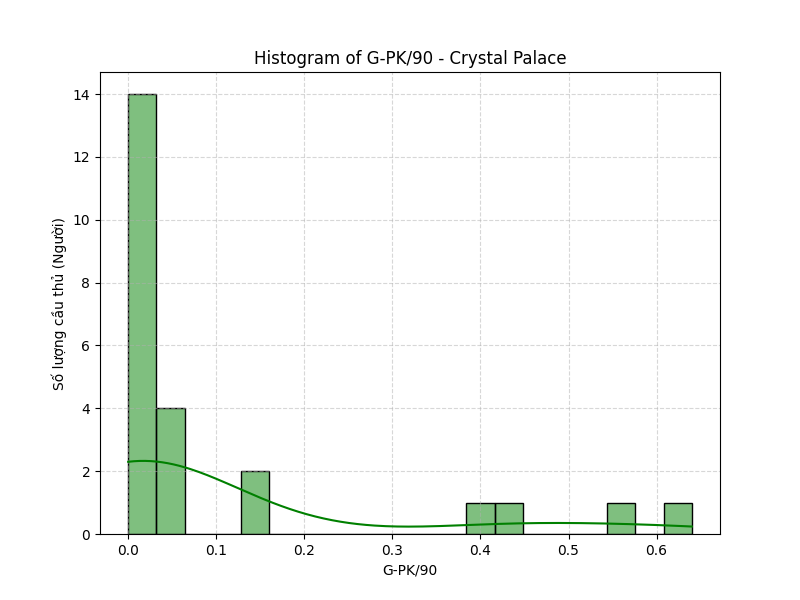 Histogram of G-PK/90 - Crystal Palace
Số lượng cầu thủ (Người)
14
12
10
8
6
4
2
0
0.0 0.1 0.2 0.3 0.4 0.5 0.6
G-PK/90